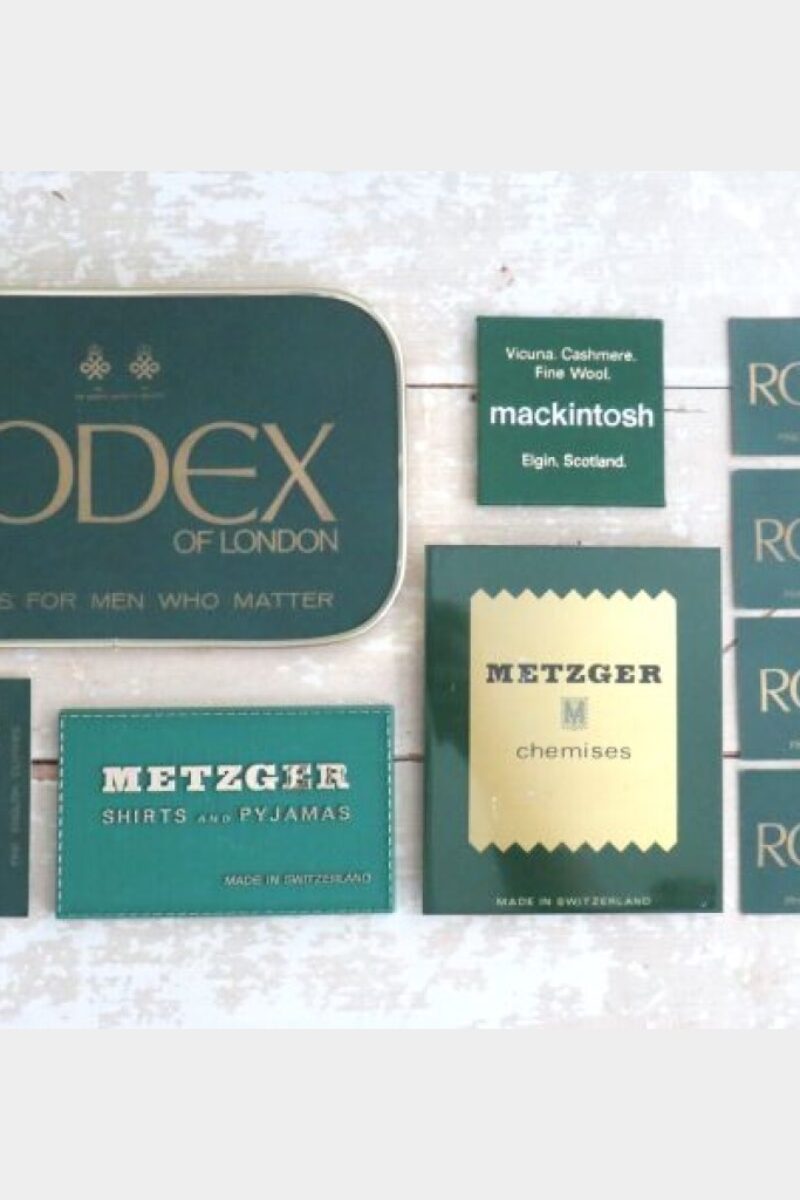 ODEX
OF LONDON
S FOR MEN WHO MATTER
Vicuna. Cashmere.
Fine Wool.
mackintosh
Elgin, Scotland.
METZGER
SHIRTS AND PYJAMAS
MADE IN SWITZERLAND
METZGER
M
chemises
MADE IN SWITZERLAND
RO
RO
RO
RO